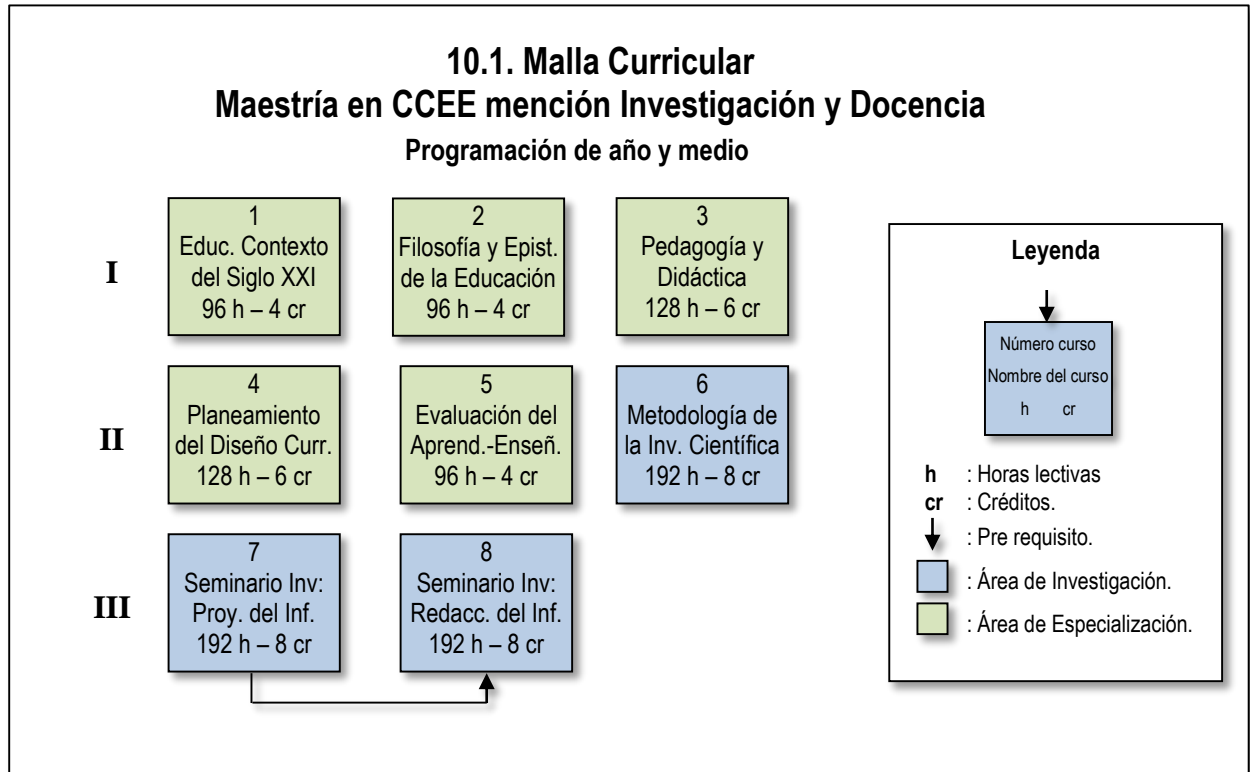 10.1. Malla Curricular
Maestría en CCEE mención Investigación y Docencia
Programación de año y medio
I
1
Educ. Contexto
del Siglo XXI
96 h – 4 cr
2
Filosofía y Epist.
de la Educación
96 h – 4 cr
3
Pedagogía y
Didáctica
128 h – 6 cr
II
4
Planeamiento
del Diseño Curr.
128 h – 6 cr
5
Evaluación del
Aprend.-Enseñ.
96 h – 4 cr
6
Metodología de
la Inv. Científica
192 h – 8 cr
III
7
Seminario Inv:
Proy. del Inf.
192 h – 8 cr
8
Seminario Inv:
Redacc. del Inf.
192 h – 8 cr
Leyenda
Número curso
Nombre del curso
h cr
h : Horas lectivas
cr : Créditos.
: Pre requisito.
: Área de Investigación.
: Área de Especialización.